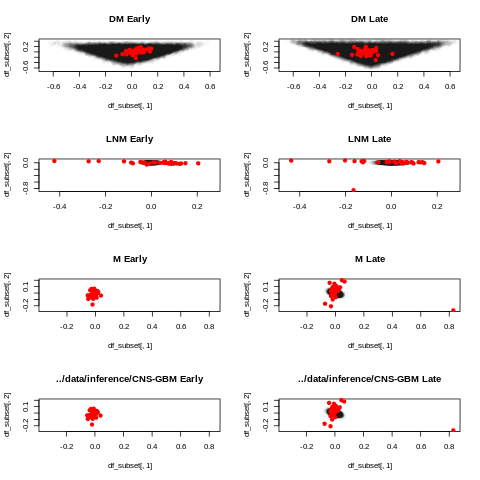 DM Early
DM Late
df_subset[, 2]
-0.6 0.2
-0.6 -0.4 -0.2 0.0 0.2 0.4 0.6
df_subset[, 1]
df_subset[, 2]
-0.6 0.2
-0.6 -0.4 -0.2 0.0 0.2 0.4 0.6
df_subset[, 1]
LNM Early
LNM Late
df_subset[, 2]
-0.8 0.0
-0.4 -0.2 0.0 0.2
df_subset[, 1]
df_subset[, 2]
-0.8 0.0
-0.4 -0.2 0.0 0.2
df_subset[, 1]
M Early
M Late
df_subset[, 2]
-0.2 0.1
-0.2 0.0 0.2 0.4 0.6 0.8
df_subset[, 1]
df_subset[, 2]
-0.2 0.1
-0.2 0.0 0.2 0.4 0.6 0.8
df_subset[, 1]
../data/inference/CNS-GBM Early
../data/inference/CNS-GBM Late
df_subset[, 2]
-0.2 0.1
-0.2 0.0 0.2 0.4 0.6 0.8
df_subset[, 1]
df_subset[, 2]
-0.2 0.1
-0.2 0.0 0.2 0.4 0.6 0.8
df_subset[, 1]